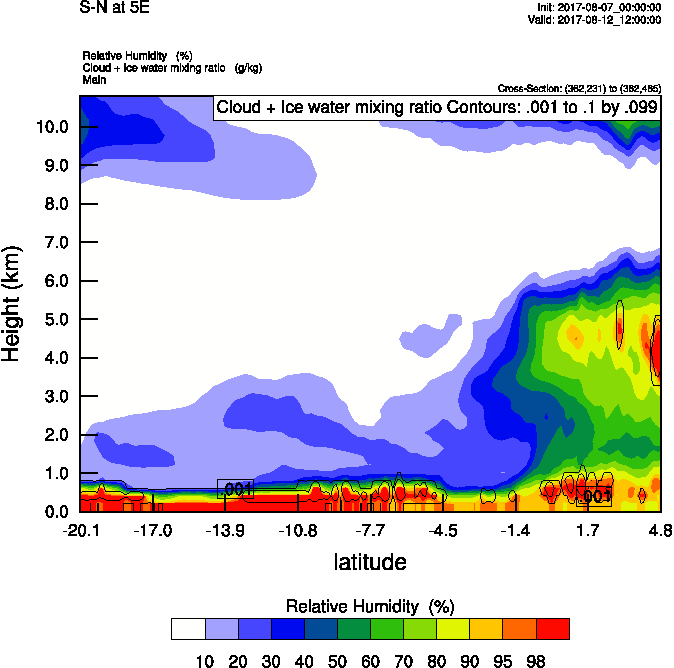 S-N at 5E
Init: 2017-08-07_00:00:00
Valid: 2017-08-12_12:00:00
Relative Humidity (%)
Cloud + Ice water mixing ratio (g/kg)
Main
Cross-Section: (362,231) to (362,485)
Cloud + Ice water mixing ratio Contours: .001 to .1 by .099
10.0
9.0
8.0
7.0
6.0
5.0
4.0
3.0
2.0
1.0
0.0
Height (km)
.001
.001
-20.1 -17.0 -13.9 -10.8 -7.7 -4.5 -1.4 1.7 4.8
latitude
Relative Humidity (%)
10 20 30 40 50 60 70 80 90 95 98